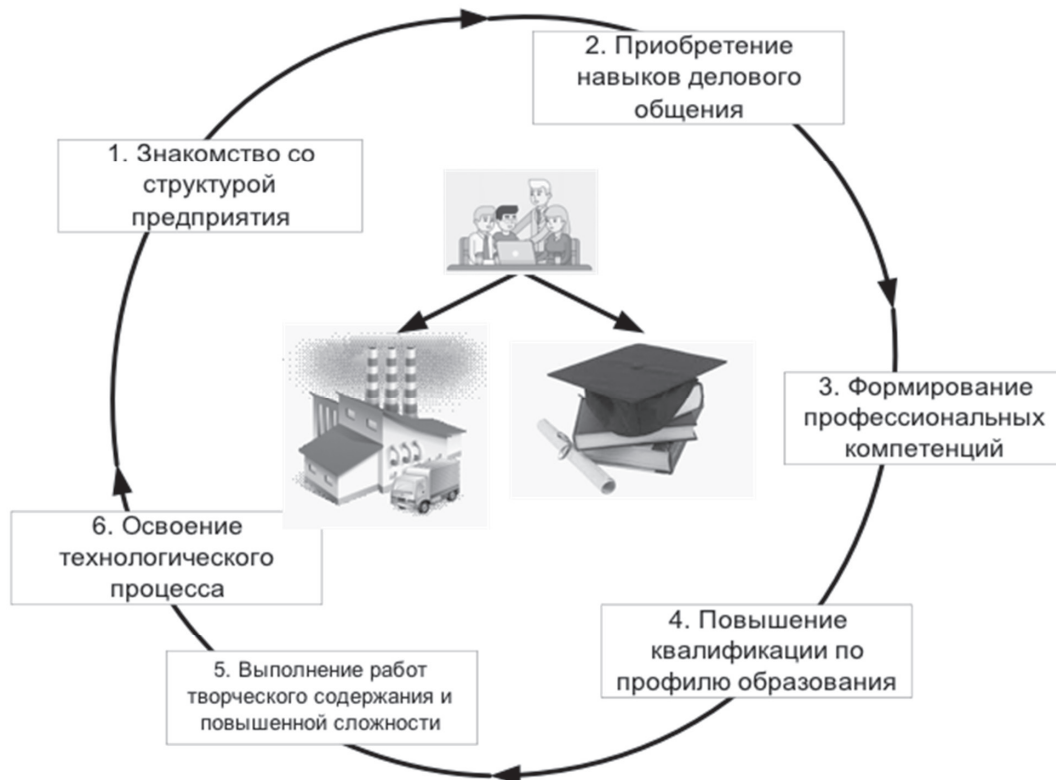 1. Знакомство со
структурой
предприятия
2. Приобретение
навыков делового
общения
3. Формирование
профессиональных
компетенций
4. Повышение
квалификации по
профилю образования
5. Выполнение работ
творческого содержания и
повышенной сложности
6. Освоение
технологического
процесса